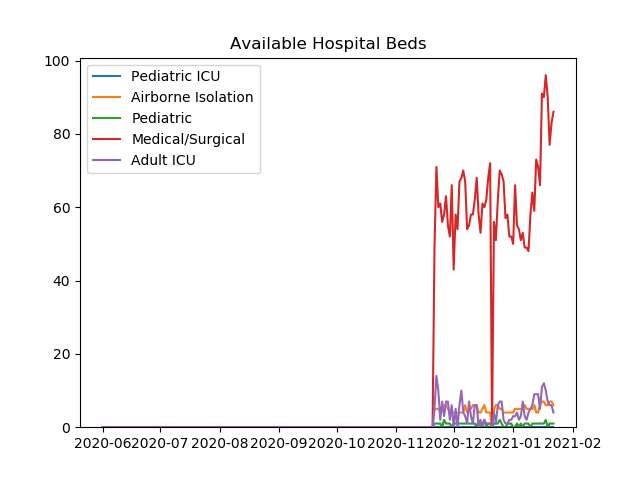 Available Hospital Beds
100
80
60
40
20
0
Pediatric ICU
Airborne Isolation
Pediatric
Medical/Surgical
Adult ICU
2020-06 2020-07 2020-08 2020-09 2020-10 2020-11 2020-12 2021-01 2021-02